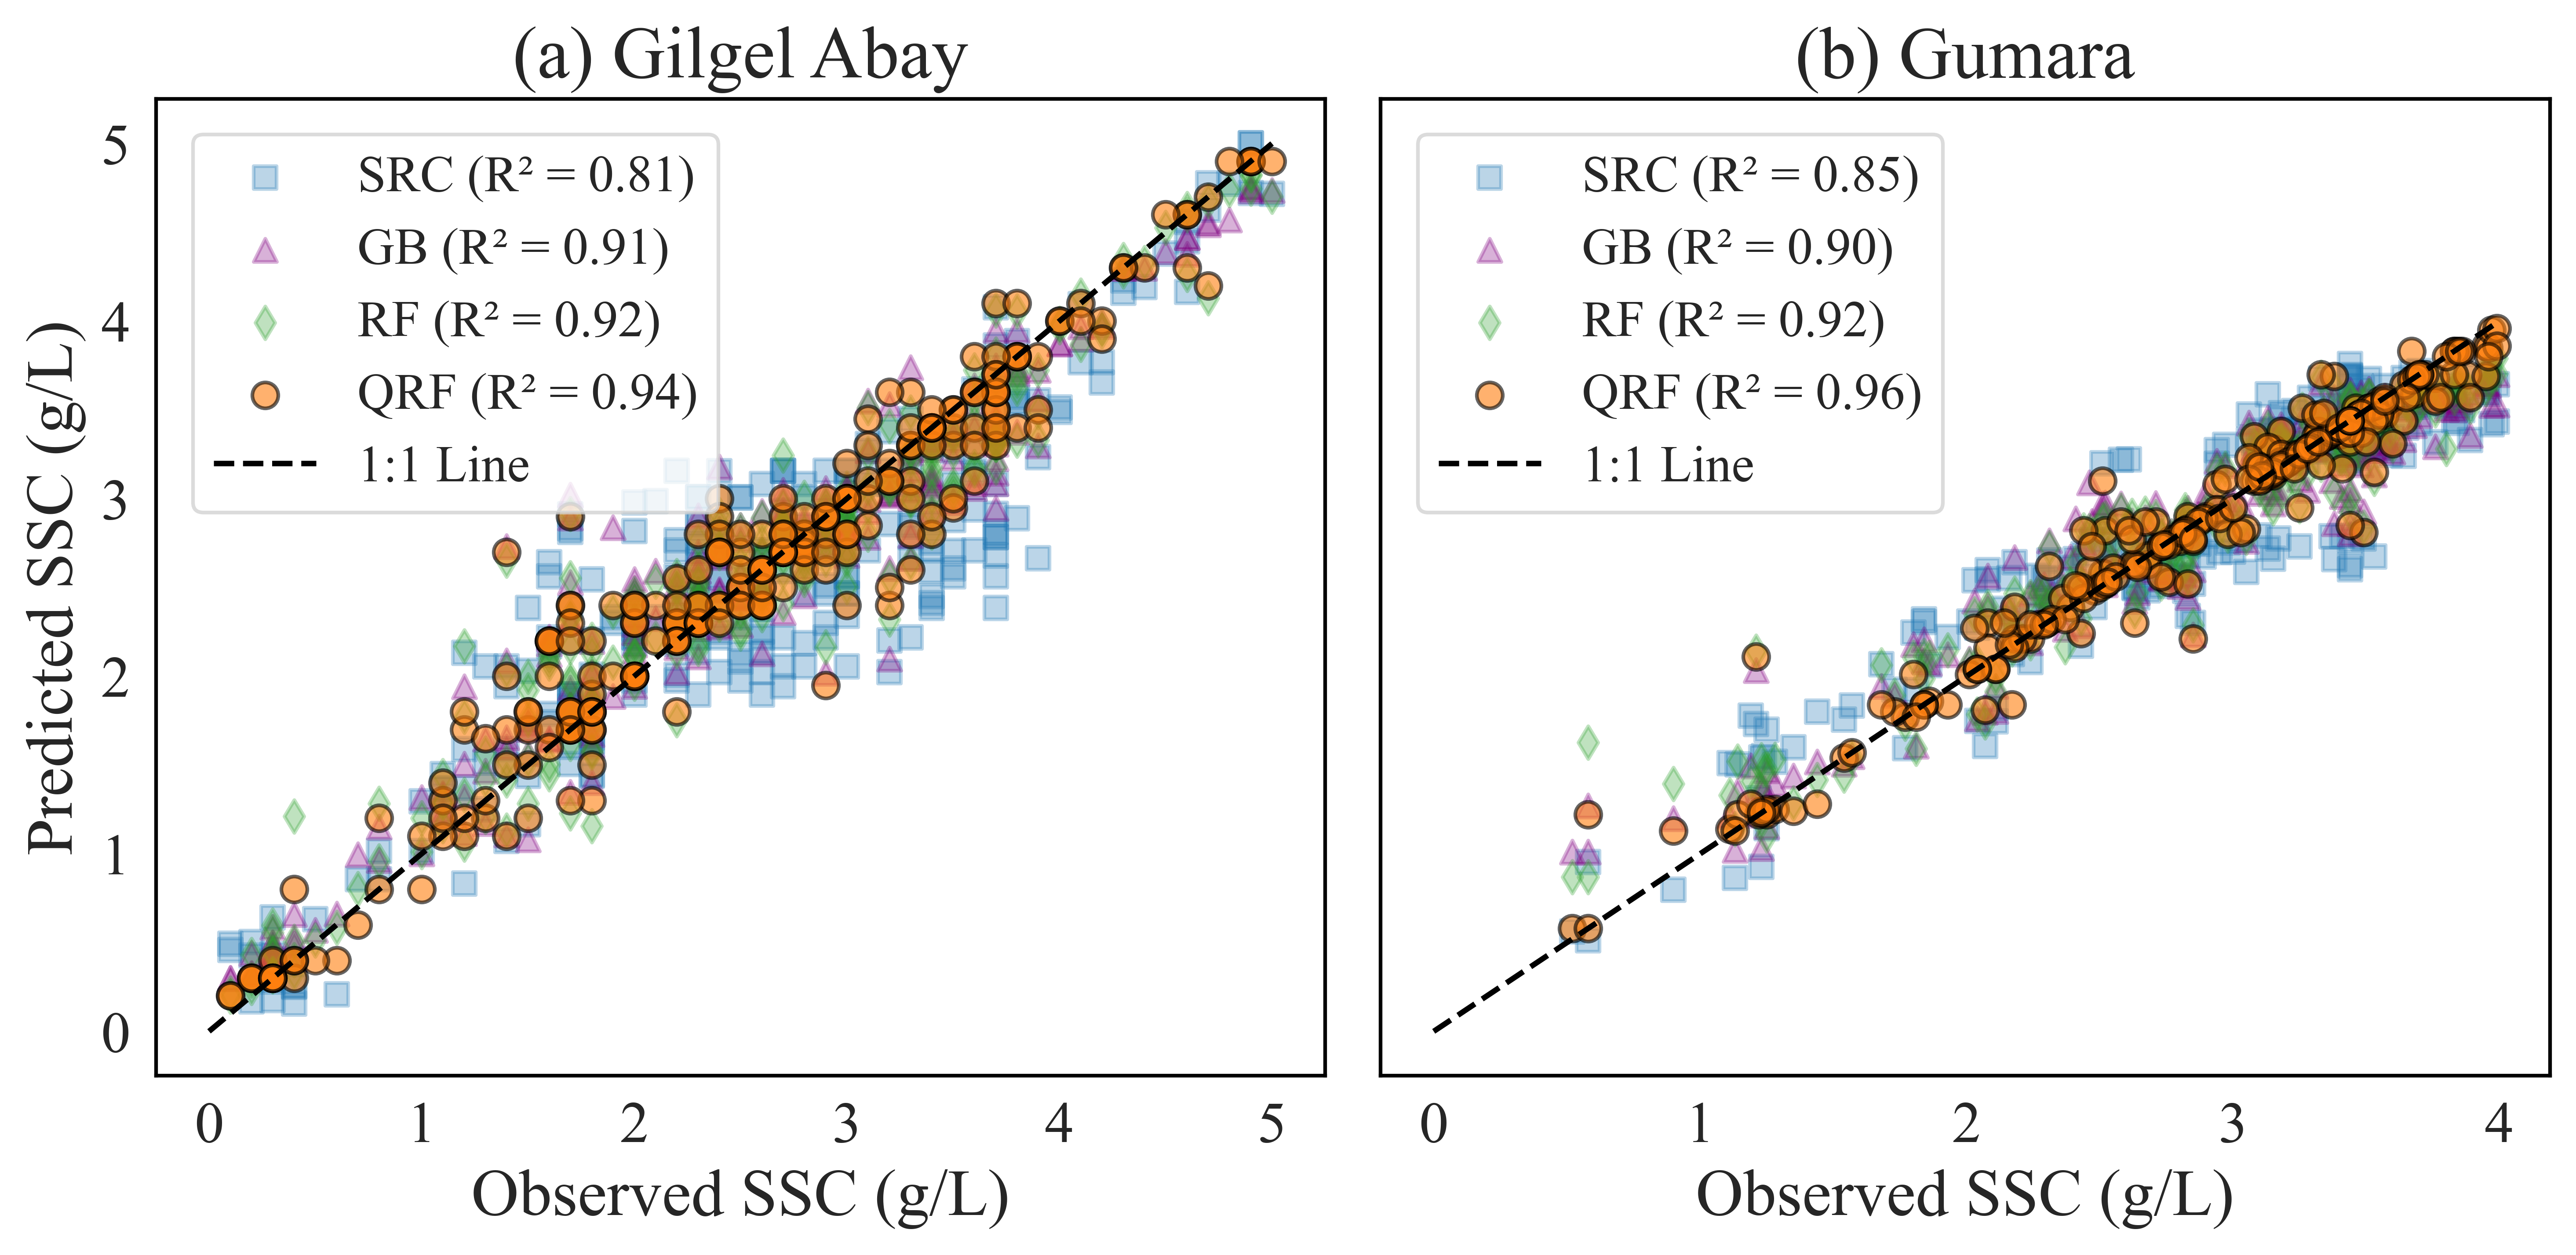 (a) Gilgel Abay
SRC (R² = 0.81)
GB (R² = 0.91)
RF (R² = 0.92)
QRF (R² = 0.94)
1:1 Line
Predicted SSC (g/L)
5
4
3
2
1
0
0 1 2 3 4 5
Observed SSC (g/L)
(b) Gumara
SRC (R² = 0.85)
GB (R² = 0.90)
RF (R² = 0.92)
QRF (R² = 0.96)
1:1 Line
0 1 2 3 4
Observed SSC (g/L)